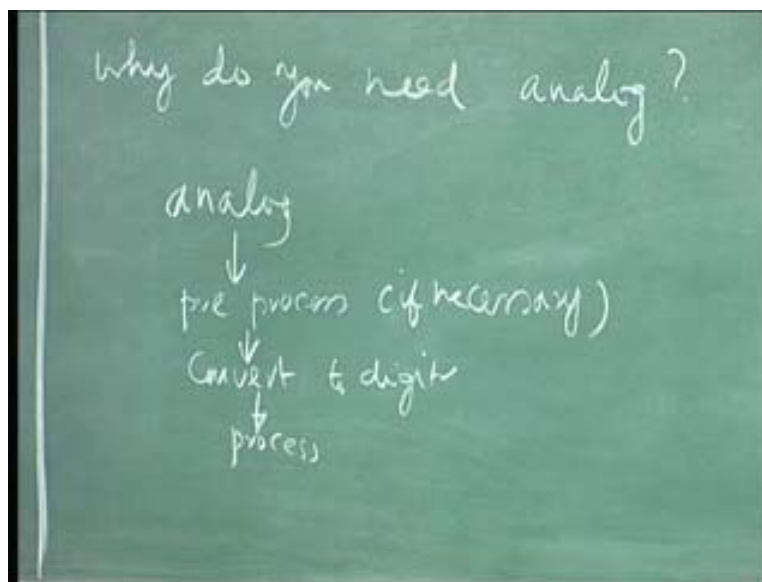 Why do you need analog?
analog
pre process (if necessary)
Convert to digital
process